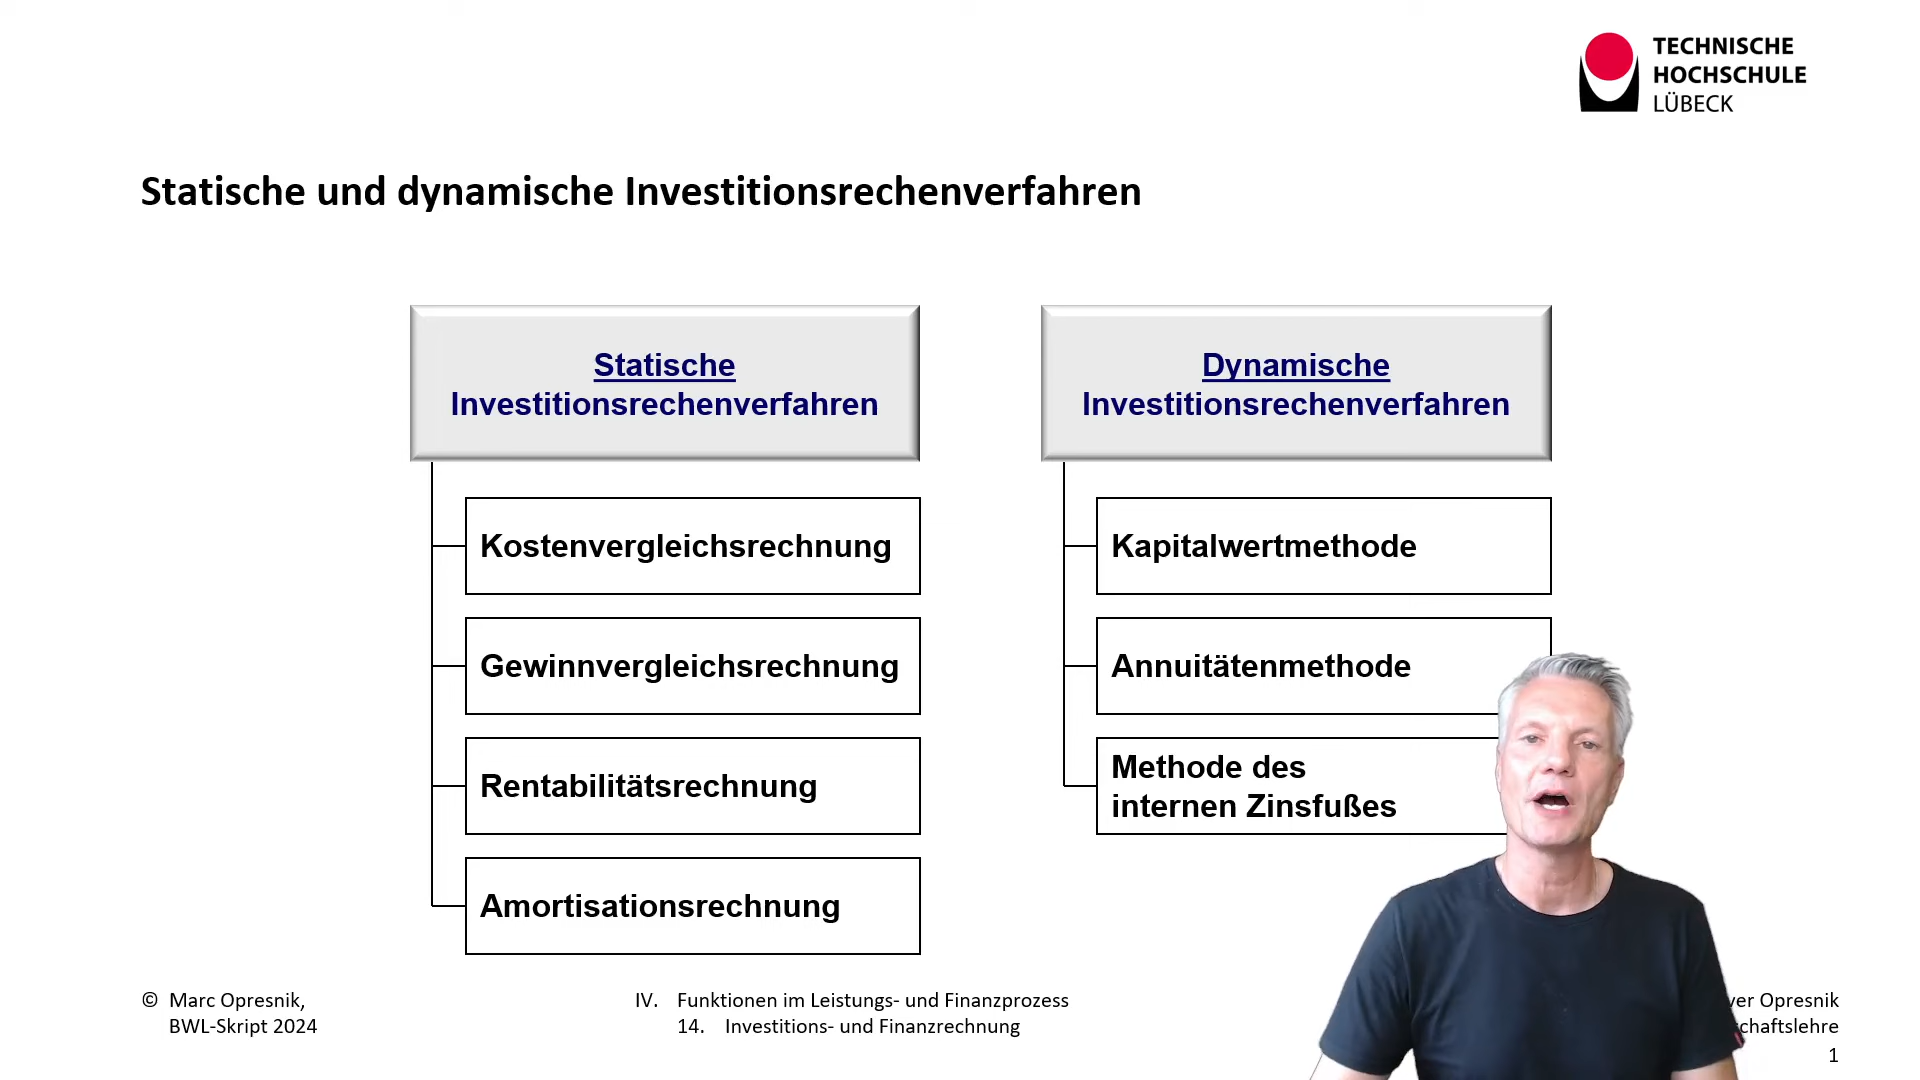 TECHNISCHE
HOCHSCHULE
LÜBECK
Statische und dynamische Investitionsrechenverfahren
Statische
Investitionsrechenverfahren
Kostenvergleichsrechnung
Gewinnvergleichsrechnung
Rentabilitätsrechnung
Amortisationsrechnung
Dynamische
Investitionsrechenverfahren
Kapitalwertmethode
Annuitätenmethode
Methode des
internen Zinsfußes
© Marc Opresnik,
BWL-Skript 2024
IV. Funktionen im Leistungs- und Finanzprozess
14. Investitions- und Finanzrechnung
Opresnik
1